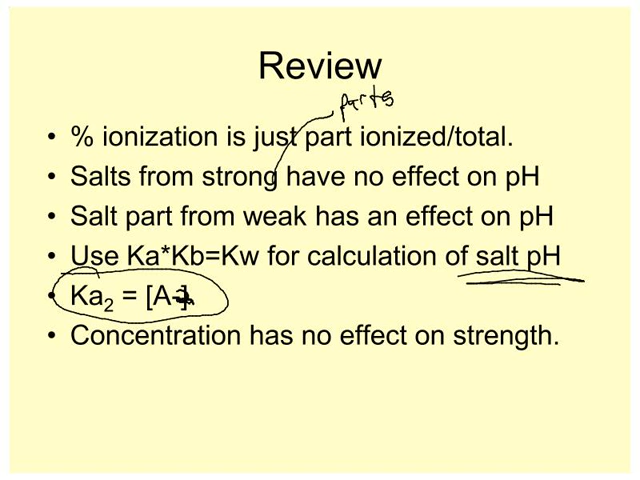 Review
parts
• % ionization is just part ionized/total.
• Salts from strong have no effect on pH
• Salt part from weak has an effect on pH
• Use Ka*Kb=Kw for calculation of salt pH
• Ka₂ = [A-]
• Concentration has no effect on strength.